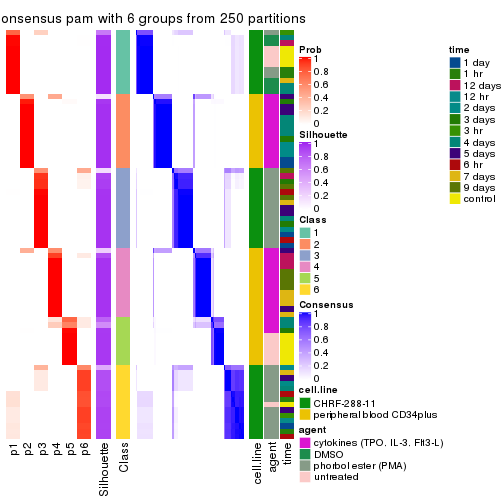 onsensus pam with 6 groups from 250 partitions
Prob
1
0.8
0.6
0.4
0.2
0
Silhouette
1
0.8
0.6
0.4
0.2
0
Class
1
2
3
4
5
6
Consensus
1
0.8
0.6
0.4
0.2
0
cell.line
CHRF-288-11
peripheral blood CD34plus
agent
cytokines (TPO, IL-3, Flt3-L)
DMSO
phorbol ester (PMA)
untreated
time
1 day
1 hr
12 days
12 hr
2 days
3 days
3 hr
4 days
5 days
6 hr
7 days
9 days
control
p1
p2
p3
p4
p5
p6
Silhouette
Class
cell.line
agent
time